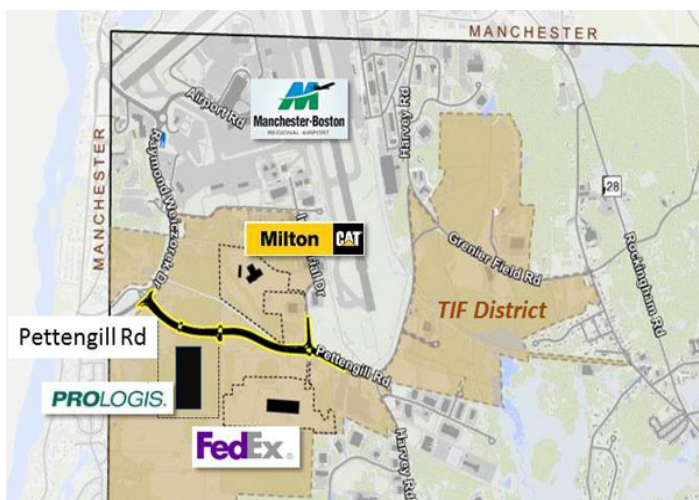 MANCHESTER
MANCHESTER
Airport Rd
Manchester·Boston
REGIONAL AIRPORT
Harvey Rd
Raymond Wieczorek Dr
28
Milton CAT
Grenier Field Rd
Rockingham Rd
TIF District
Pettengill Rd
Pettengill Rd
PROLOGIS.
FedEx®
Harvey Rd